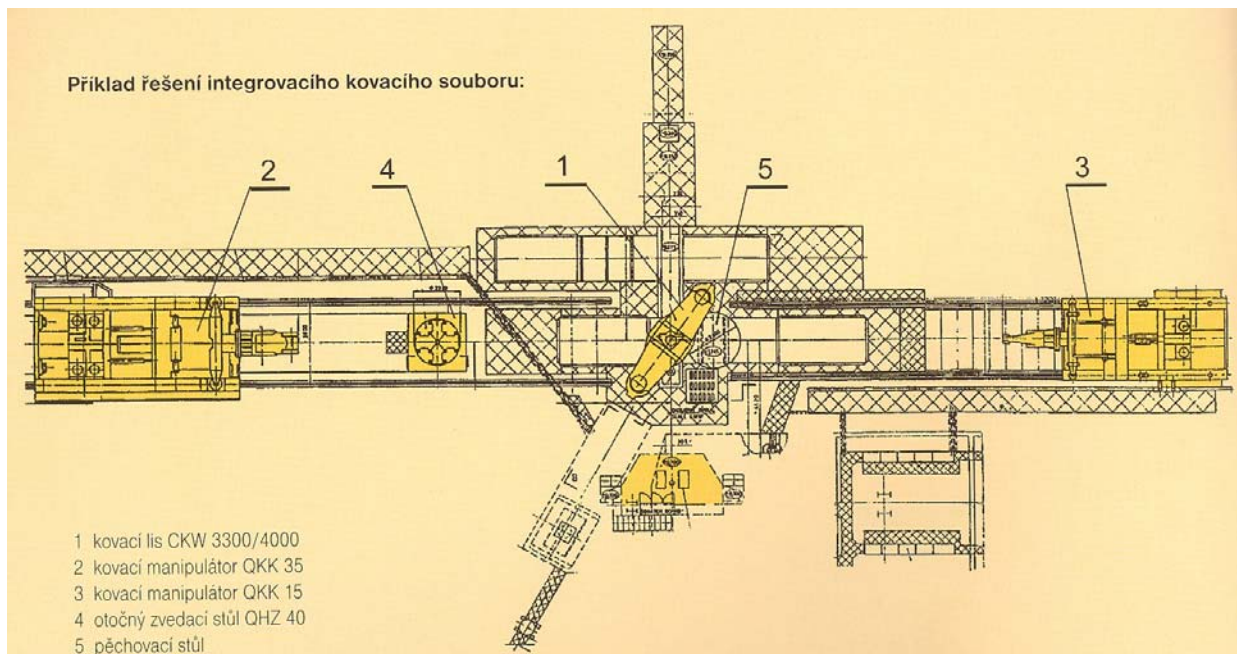 Příklad řešení integrovacího kovacího souboru:
2
4
1
5
3
1 kovací lis CKW 3300/4000
2 kovací manipulátor QKK 35
3 kovací manipulátor QKK 15
4 otočný zvedací stůl QHZ 40
5 pěchovací stůl